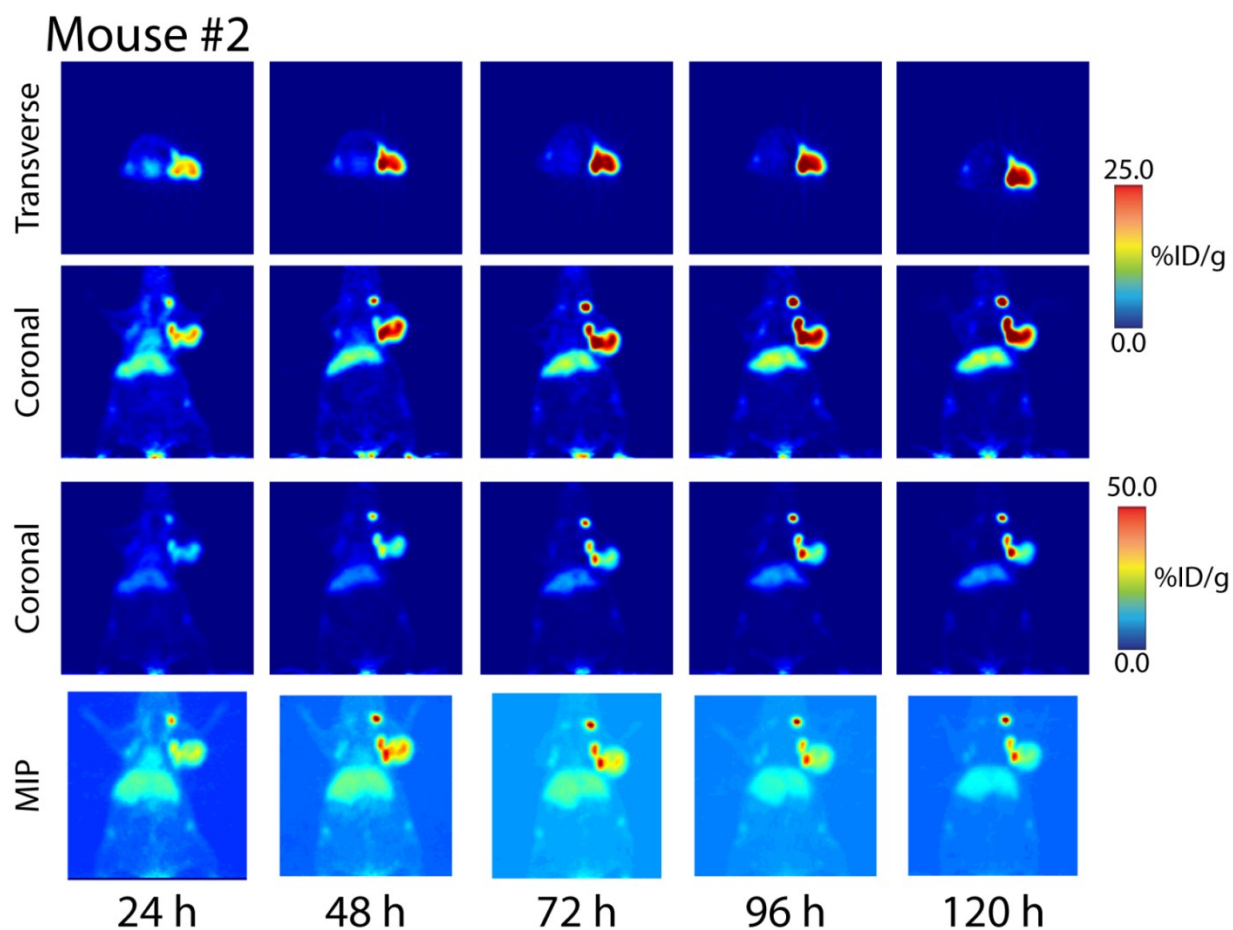 Mouse #2
Transverse
25.0
%ID/g
0.0
Coronal
Coronal
50.0
%ID/g
0.0
MIP
24 h
48 h
72 h
96 h
120 h